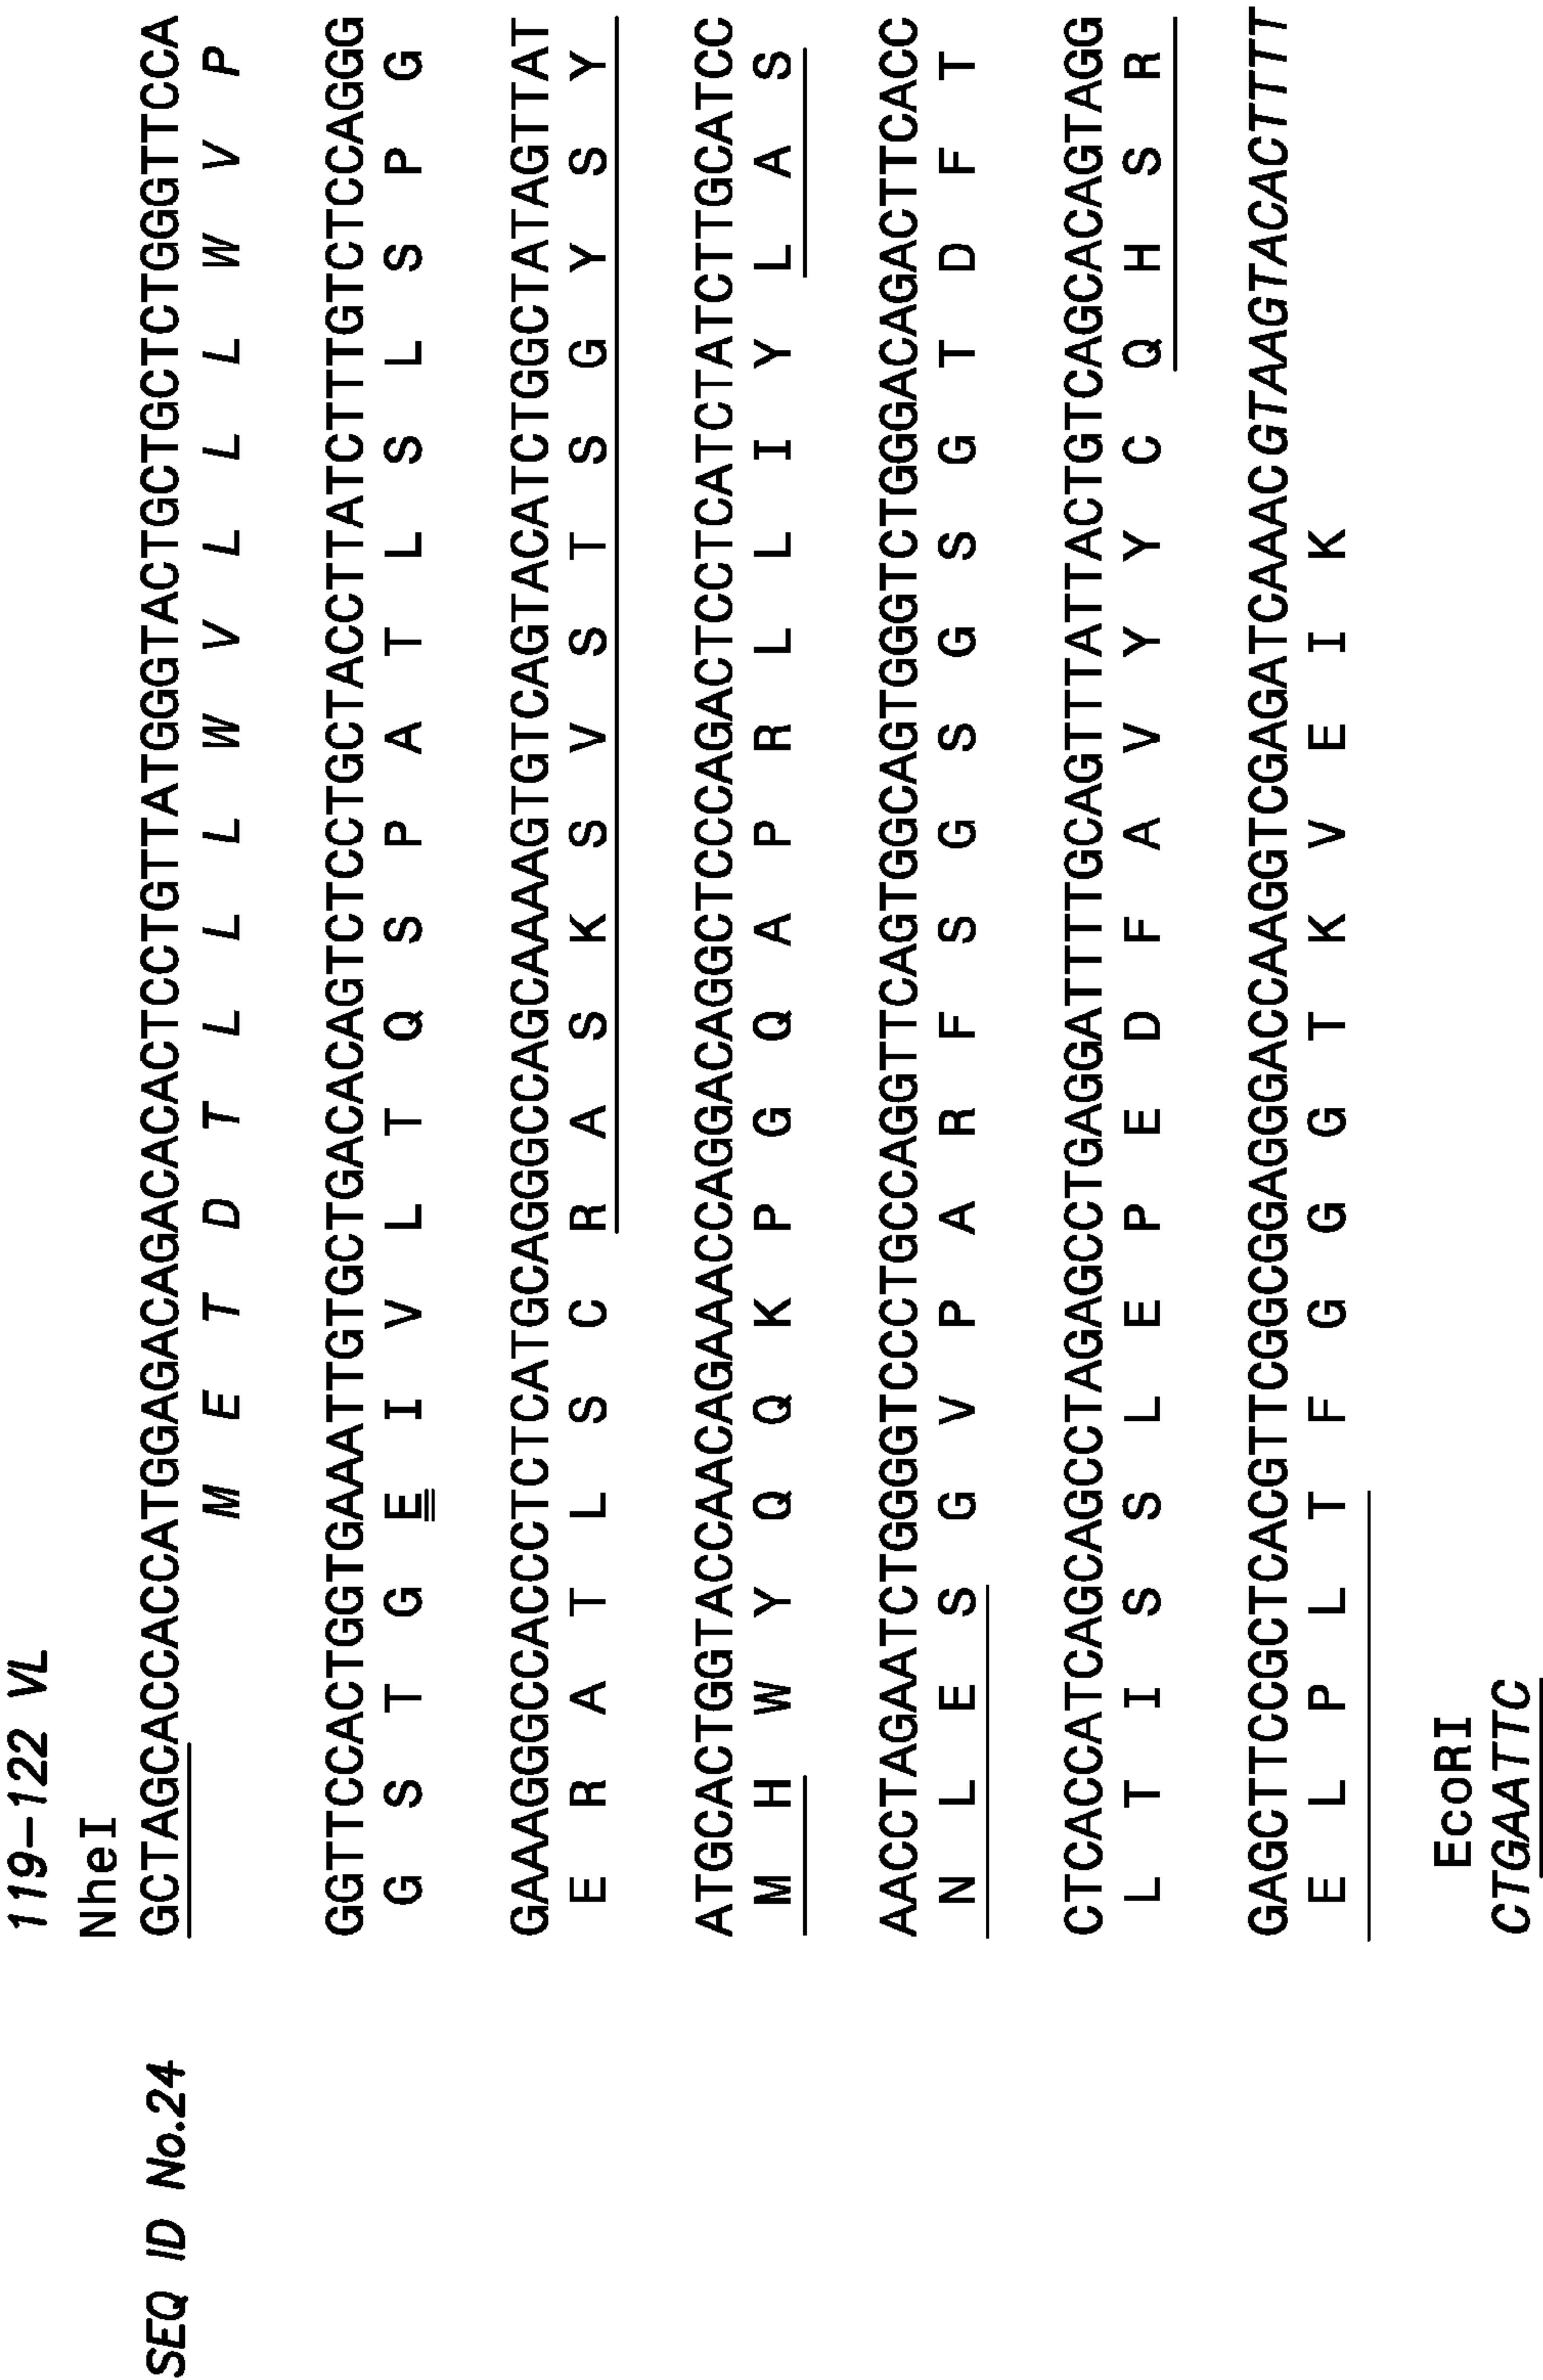 119-122 VL
NheI
SEQ ID No.24 GCTAGCACCACCATGGAGACAGACACACTCCTGTTATGGGTACTGCTGCTCTGGGTTCCA
M E T D T L L L W V L L L W V P
GGTTCCACTGGTGAAATTGTGCTGACACAGTCTCCTGCTACCTTATCTTTGTCTCCAGGG
G S T G E I V L T Q S P A T L S L S P G
GAAAGGGCCACCCTCTCATGCAGGGCCAGCAAAAGTGTCAGTACATCTGGCTATAGTTAT
E R A T L S C R A S K S V S T S G Y S Y
ATGCACTGGTACCAACAGAAACCAGGACAGGCTCCCAGACTCCTCATCTATCTTGCATCC
M H W Y Q Q K P G Q A P R L L I Y L A S
AACCTAGAATCTGGGGTCCCTGCCAGGTTCAGTGGCAGTGGGTCTGGGACAGACTTCACC
N L E S G V P A R F S G S G S G T D F T
CTCACCATCAGCAGCCTAGAGCCTGAGGATTTTGCAGTTTATTACTGTCAGCACAGTAGG
L T I S S L E P E D F A V Y Y C Q H S R
GAGCTTCCGCTCACGTTCGGCGGAGGGACCAAGGTCGAGATCAAACGTAAGTACACTTTT
E L P L T F G G G T K V E I K
EcoRI
CTGAATTC